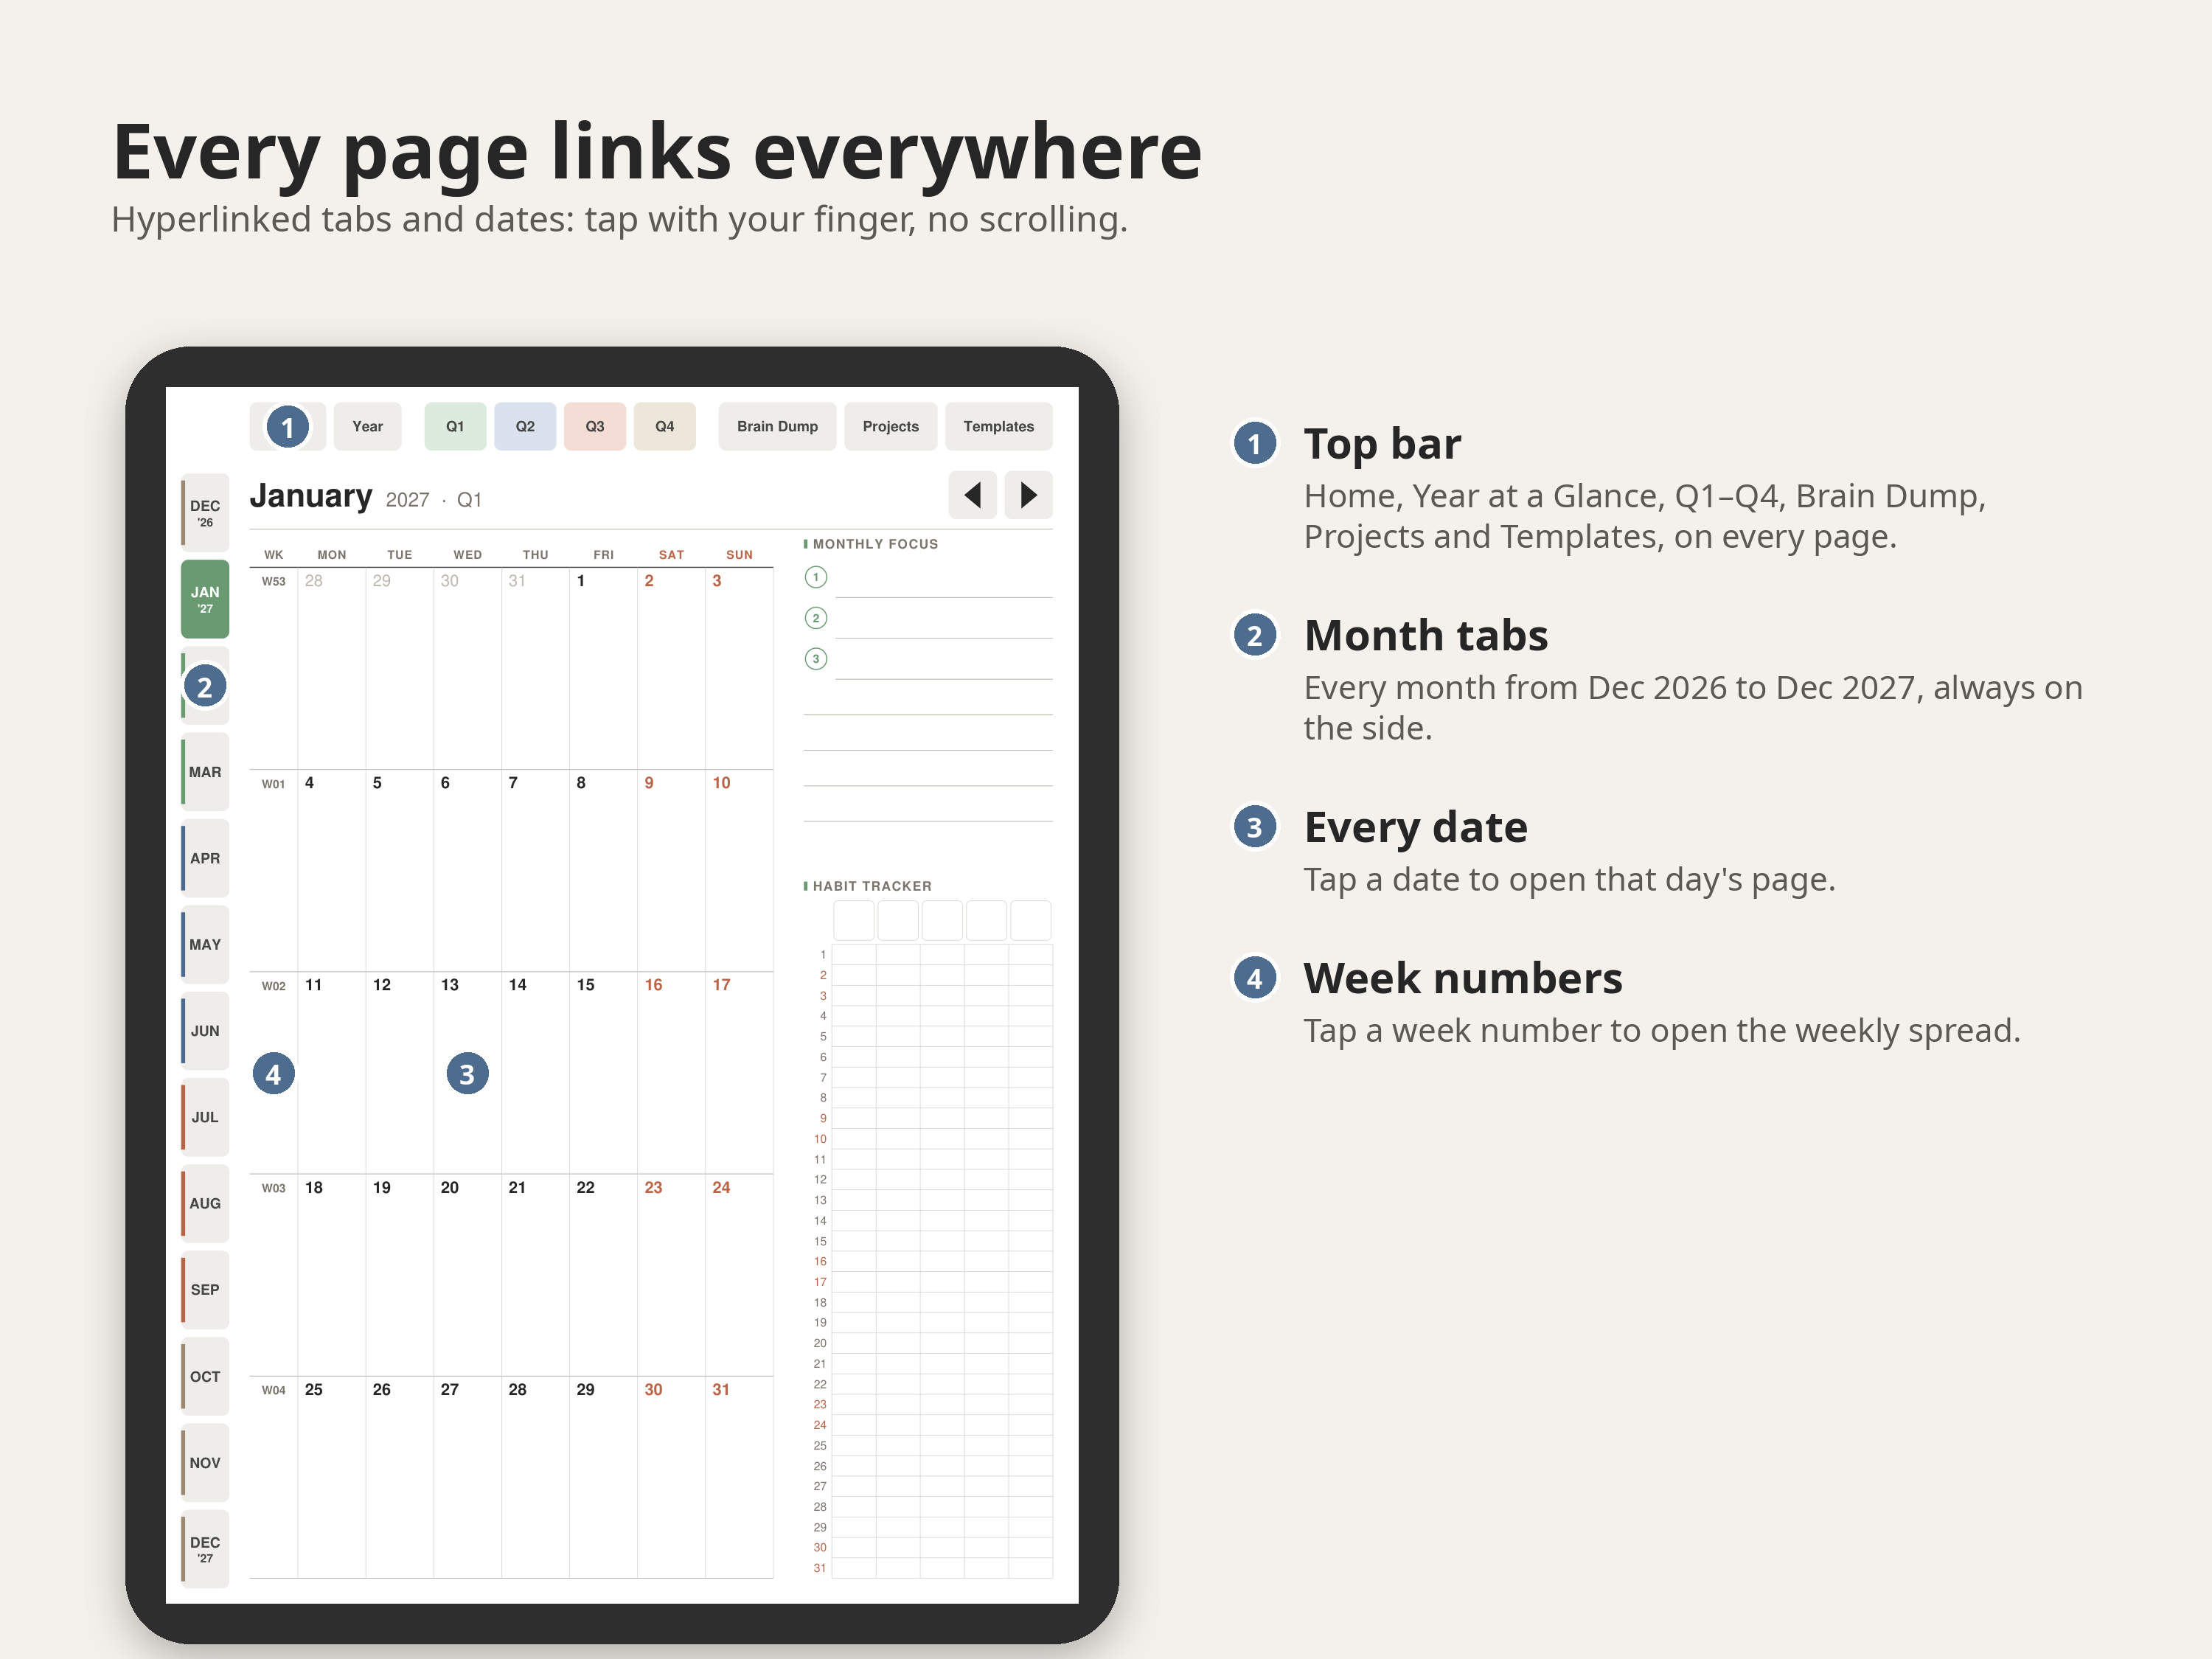 Every page links everywhere
Hyperlinked tabs and dates: tap with your finger, no scrolling.
1
Year
Q1
Q2
Q3
Q4
Brain Dump
Projects
Templates
DEC
'26
JAN
'27
2
MAR
APR
MAY
JUN
JUL
AUG
SEP
OCT
NOV
DEC
'27
January 2027 · Q1
WK MON TUE WED THU FRI SAT SUN
W53 28 29 30 31 1 2 3
W01 4 5 6 7 8 9 10
W02 11 12 13 14 15 16 17
4 3
W03 18 19 20 21 22 23 24
W04 25 26 27 28 29 30 31
MONTHLY FOCUS
1
2
3
HABIT TRACKER
1
2
3
4
5
6
7
8
9
10
11
12
13
14
15
16
17
18
19
20
21
22
23
24
25
26
27
28
29
30
31
1 Top bar
Home, Year at a Glance, Q1–Q4, Brain Dump,
Projects and Templates, on every page.
2 Month tabs
Every month from Dec 2026 to Dec 2027, always on
the side.
3 Every date
Tap a date to open that day's page.
4 Week numbers
Tap a week number to open the weekly spread.